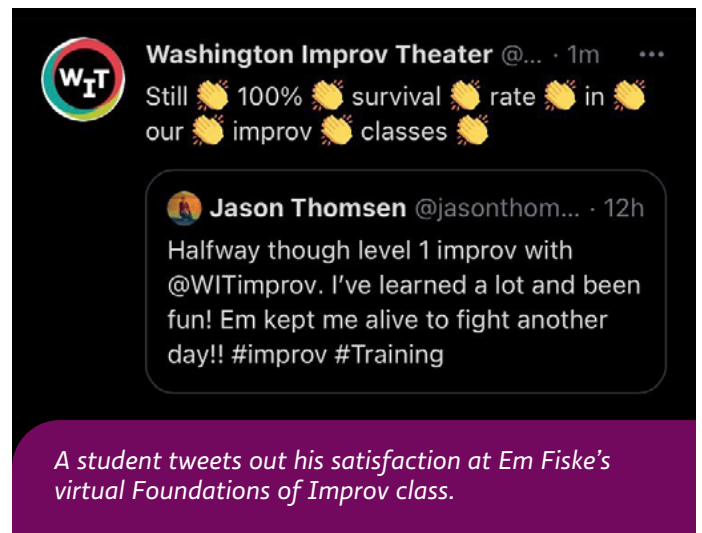 WIT
Washington Improv Theater @... · 1m ...
Still 👏 100% 👏 survival 👏 rate 👏 in 👏
our 👏 improv 👏 classes 👏
Jason Thomsen @jasonthom... · 12h
Halfway though level 1 improv with
@WITimprov. I've learned a lot and been
fun! Em kept me alive to fight another
day!! #improv #Training
A student tweets out his satisfaction at Em Fiske's
virtual Foundations of Improv class.